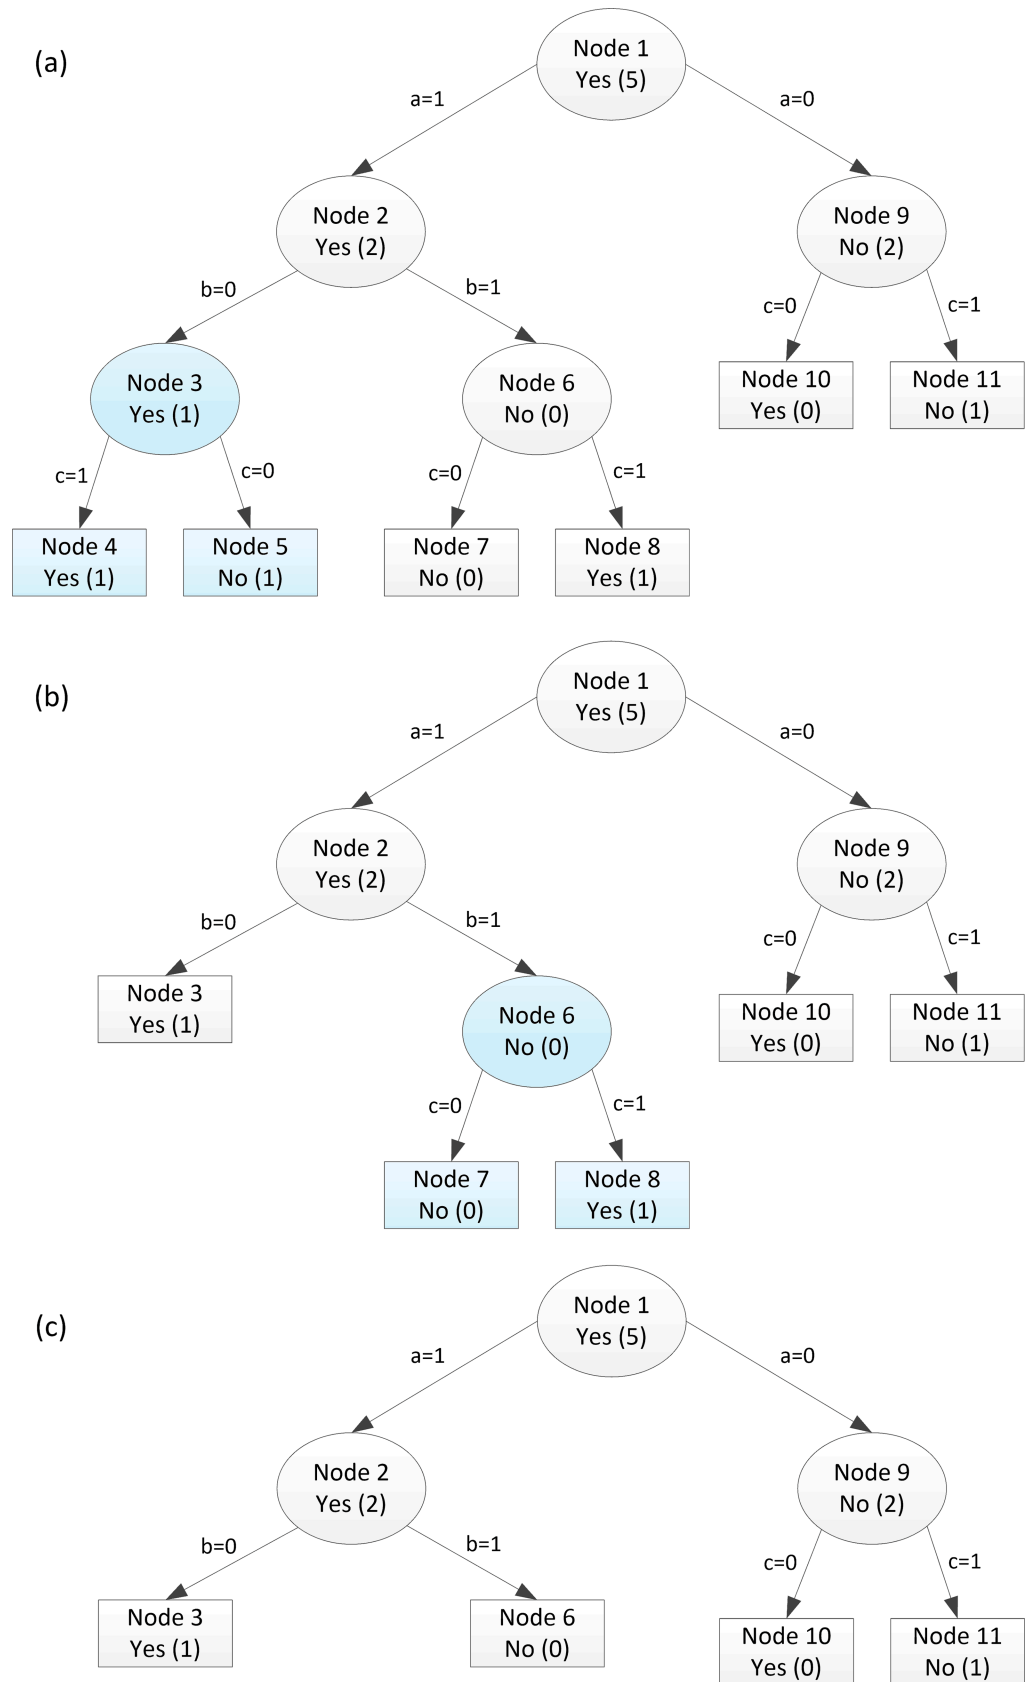 (a)
Node 1
Yes (5)
a=1
a=0
Node 2
Yes (2)
Node 9
No (2)
b=0
b=1
c=0
c=1
Node 3
Yes (1)
Node 6
No (0)
Node 10
Yes (0)
Node 11
No (1)
c=1
c=0
c=0
c=1
Node 4
Yes (1)
Node 5
No (1)
Node 7
No (0)
Node 8
Yes (1)
(b)
Node 1
Yes (5)
a=1
a=0
Node 2
Yes (2)
Node 9
No (2)
b=0
b=1
c=0
c=1
Node 3
Yes (1)
Node 6
No (0)
Node 10
Yes (0)
Node 11
No (1)
c=0
c=1
Node 7
No (0)
Node 8
Yes (1)
(c)
Node 1
Yes (5)
a=1
a=0
Node 2
Yes (2)
Node 9
No (2)
b=0
b=1
c=0
c=1
Node 3
Yes (1)
Node 6
No (0)
Node 10
Yes (0)
Node 11
No (1)